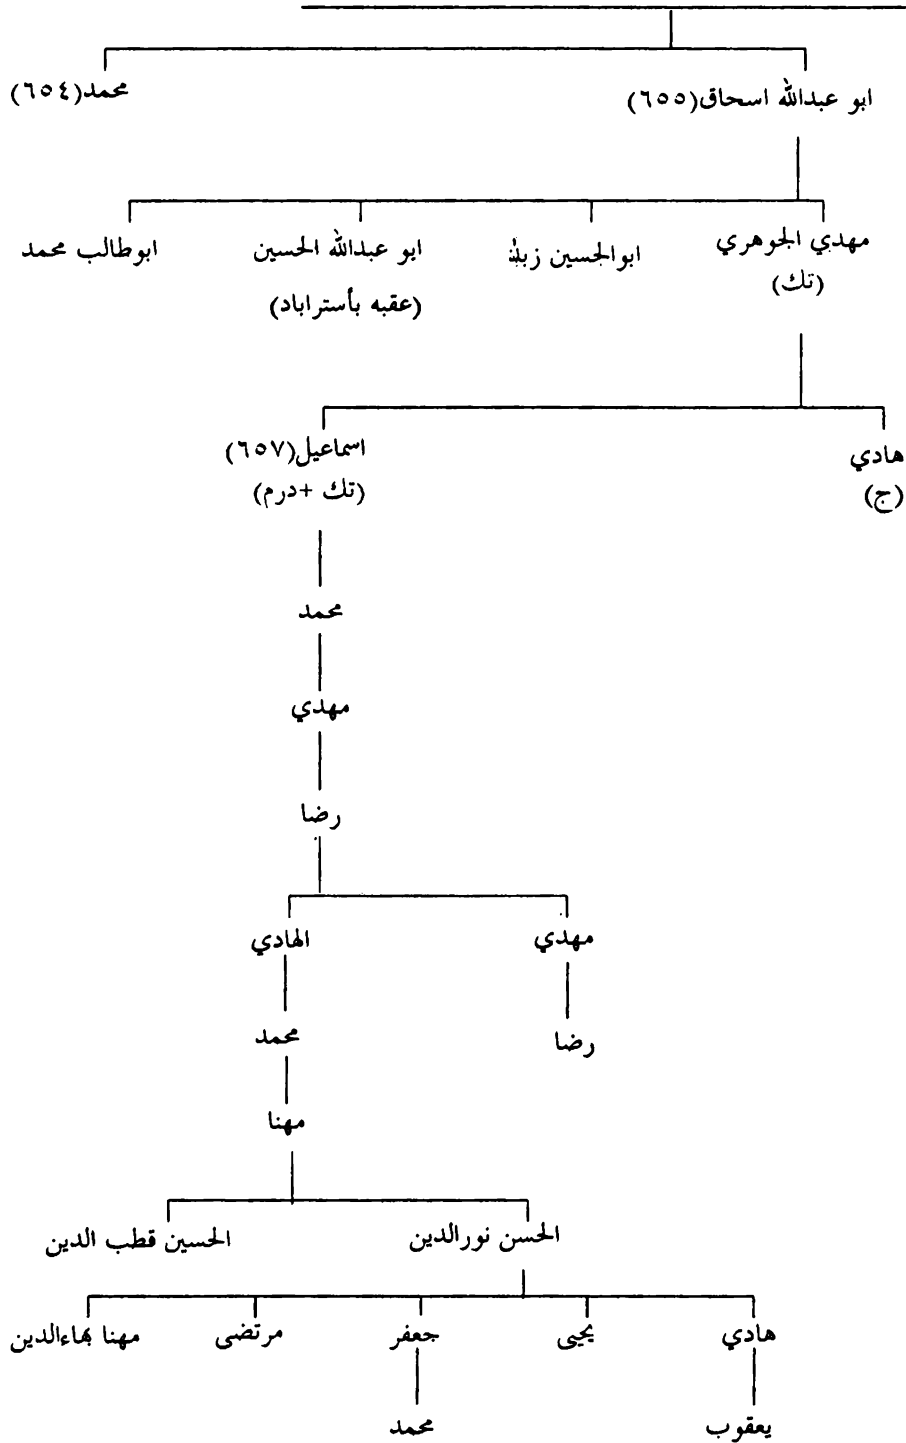 ابو عبدالله اسحاق(٦٥٥) محمد(٦٥٤)
مهدي الجوهري ابوالحسين ابو عبدالله الحسين ابوطالب محمد
(تك) (عقبه بأستراباد)
هادي اسماعيل(٦٥٧)
(ج) (تك +درم)
محمد
مهدي
رضا
مهدي الهادي
رضا محمد
مهنا
الحسن نورالدين الحسين قطب الدين
هادي يحيى جعفر مرتضى مهنا بهاءالدين
يعقوب محمد